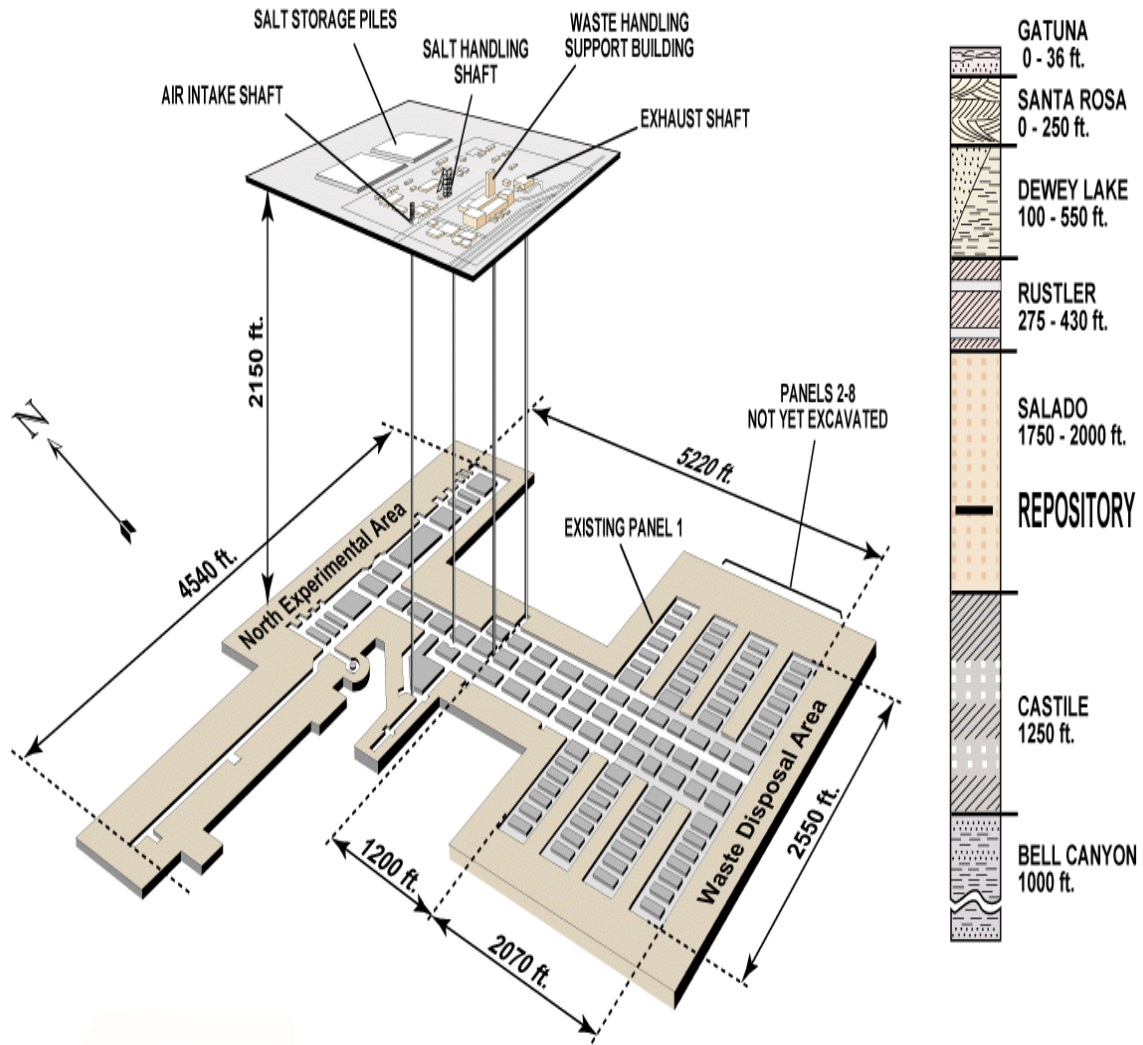 SALT STORAGE PILES
SALT HANDLING
SHAFT
WASTE HANDLING
SUPPORT BUILDING
AIR INTAKE SHAFT
EXHAUST SHAFT
2150 ft.
N
4540 ft.
North Experimental Area
5220 ft.
PANELS 2-8
NOT YET EXCAVATED
EXISTING PANEL 1
Waste Disposal Area
2550 ft.
1200 ft.
2070 ft.
GATUNA
0 - 36 ft.
SANTA ROSA
0 - 250 ft.
DEWEY LAKE
100 - 550 ft.
RUSTLER
275 - 430 ft.
SALADO
1750 - 2000 ft.
REPOSITORY
CASTILE
1250 ft.
BELL CANYON
1000 ft.